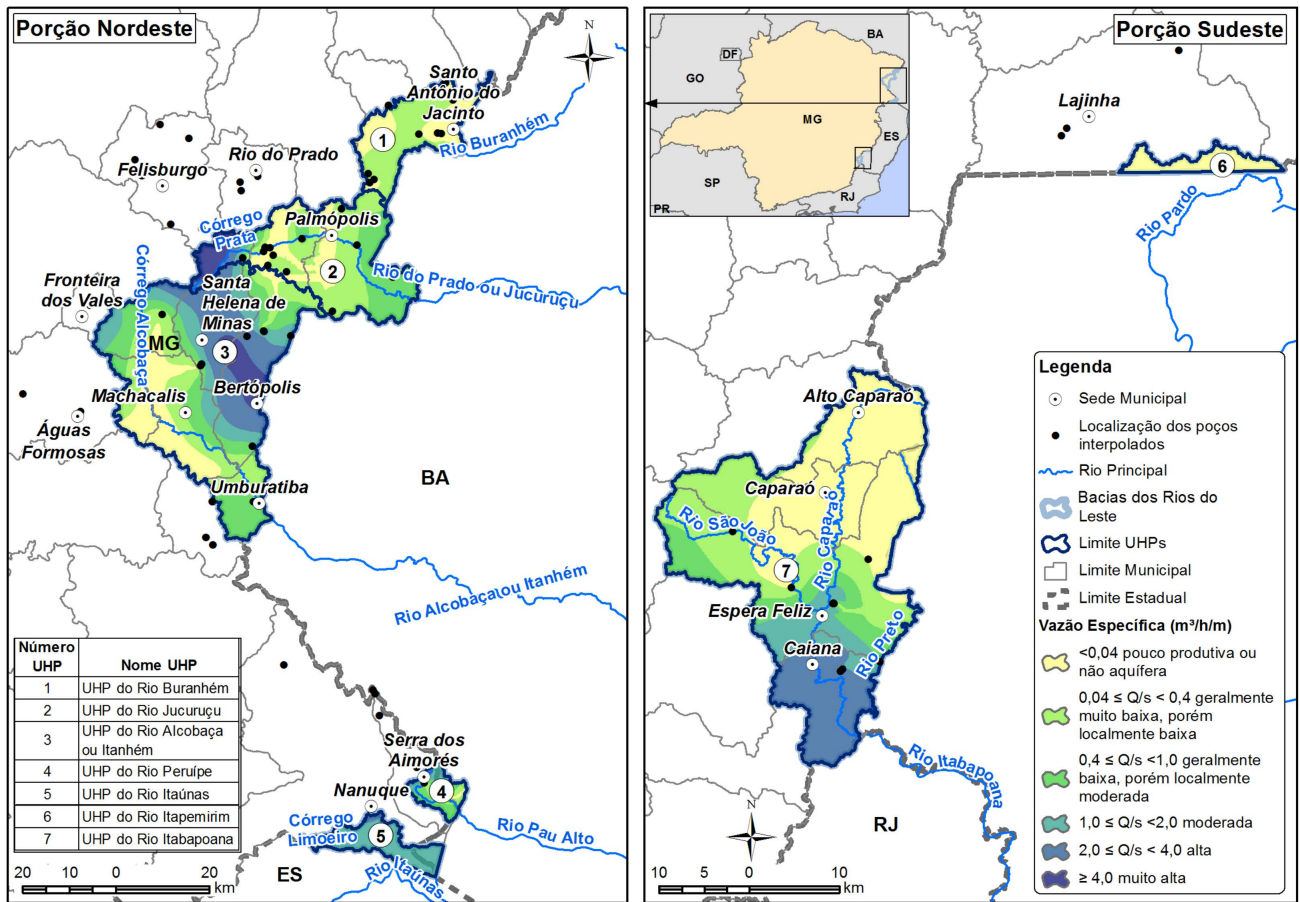 Porção Nordeste
N
Santo
Antônio do
Jacinto
1
Rio Buranhém
Rio do Prado
Felisburgo
Córrego
Prata
Palmópolis
2
Rio do Prado ou Jucuruçu
Córrego Alcobaça
Fronteira
dos Vales
Santa
Helena de
Minas
MG
3
Bertópolis
Machacalis
Águas
Formosas
Umburatiba
BA
Rio Alcobaça ou Itanhém
Número
UHP
Nome UHP
1 UHP do Rio Buranhém
2 UHP do Rio Jucuruçu
3 UHP do Rio Alcobaça
ou Itanhém
4 UHP do Rio Peruípe
5 UHP do Rio Itaúnas
6 UHP do Rio Itapemirim
7 UHP do Rio Itabapoana
Serra dos
Aimorés
4
Nanuque
Córrego
Limoeiro
5
Rio Pau Alto
Rio Itaúnas
ES
20 10 0 20
km
Porção Sudeste
BA
DF
GO
MG
ES
SP
RJ
PR
Lajinha
6
Rio Pardo
Alto Caparaó
Caparaó
Rio Caparaó
Rio São João
7
Espera Feliz
Rio Preto
Caiana
Rio Itabapoana
RJ
N
10 5 0 10
km
Legenda
Sede Municipal
Localização dos poços
interpolados
Rio Principal
Bacias dos Rios do
Leste
Limite UHPs
Limite Municipal
Limite Estadual
Vazão Específica (m³/h/m)
<0,04 pouco produtiva ou
não aquífera
0,04 ≤ Q/s < 0,4 geralmente
muito baixa, porém
localmente baixa
0,4 ≤ Q/s <1,0 geralmente
baixa, porém localmente
moderada
1,0 ≤ Q/s <2,0 moderada
2,0 ≤ Q/s < 4,0 alta
≥ 4,0 muito alta